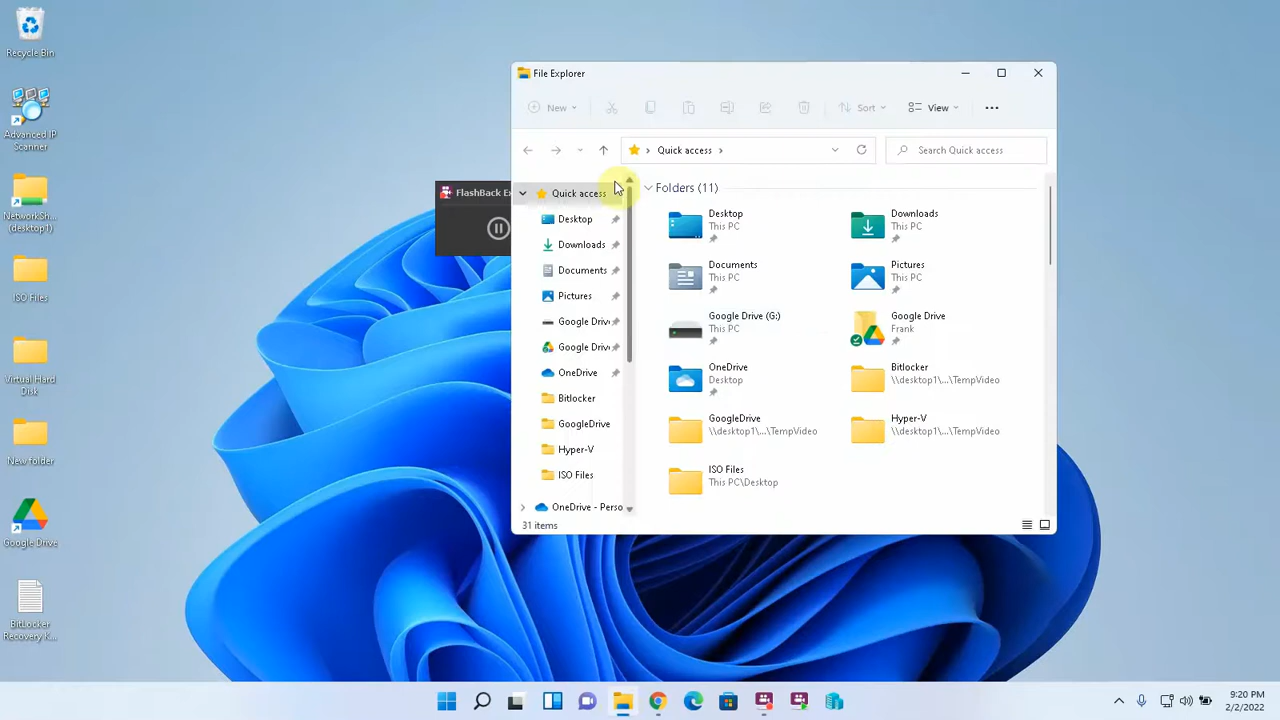 Recycle Bin
Advanced IP
Scanner
NetworkShr...
(Desktop1)
ISO Files
Virtual Hard
Disk
New folder
Google Drive
BitLocker
Recovery K...
FlashBack Ex
File Explorer
New
Sort
View
Quick access
Search Quick access
Quick access
Desktop
Downloads
Documents
Pictures
Google Driv
Google Driv
OneDrive
Bitlocker
GoogleDrive
Hyper-V
ISO Files
OneDrive - Perso
Folders (11)
Desktop
This PC
Downloads
This PC
Documents
This PC
Pictures
This PC
Google Drive (G:)
This PC
Google Drive
Frank
OneDrive
Desktop
Bitlocker
\\desktop1\...\TempVideo
GoogleDrive
\\desktop1\...\TempVideo
Hyper-V
\\desktop1\...\TempVideo
ISO Files
This PC\Desktop
31 items
9:20 PM
2/2/2022